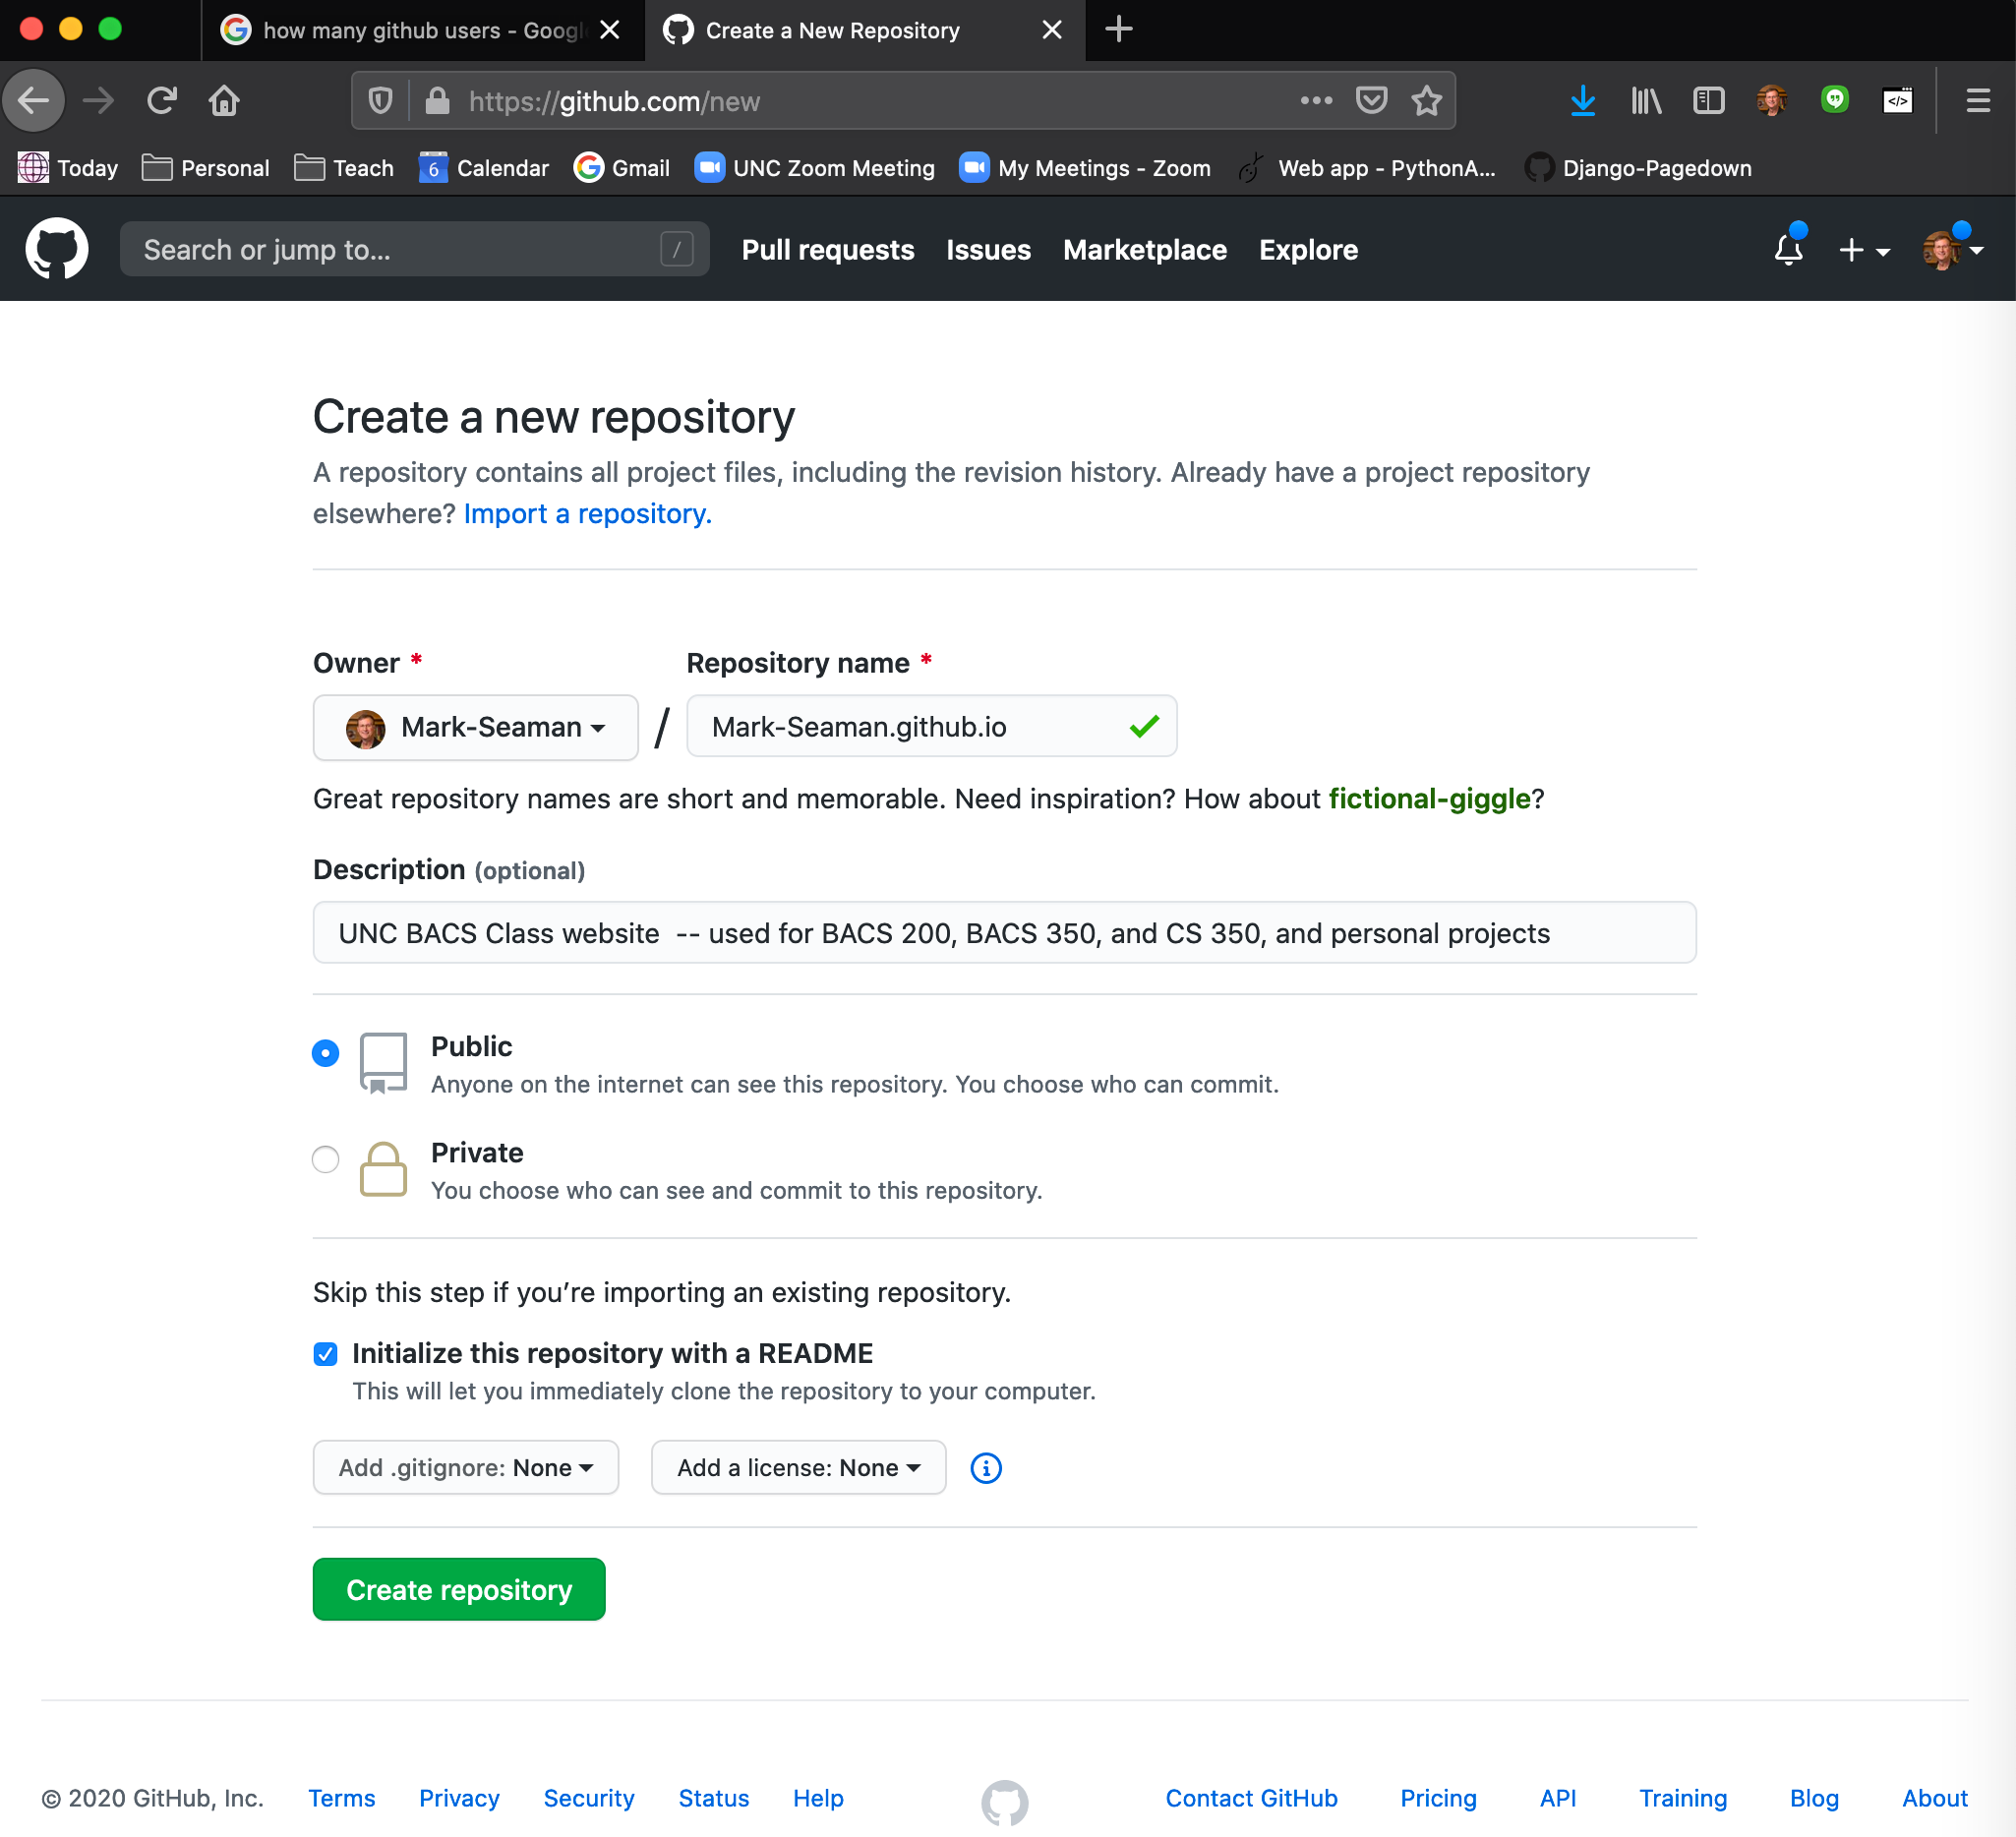 how many github users - Googl
Create a New Repository
https://github.com/new
Today Personal Teach 6 Calendar Gmail UNC Zoom Meeting My Meetings - Zoom Web app - PythonA... Django-Pagedown
Search or jump to... / Pull requests Issues Marketplace Explore
Create a new repository
A repository contains all project files, including the revision history. Already have a project repository
elsewhere? Import a repository.
Owner * Repository name *
Mark-Seaman / Mark-Seaman.github.io
Great repository names are short and memorable. Need inspiration? How about fictional-giggle?
Description (optional)
UNC BACS Class website  -- used for BACS 200, BACS 350, and CS 350, and personal projects
Public
Anyone on the internet can see this repository. You choose who can commit.
Private
You choose who can see and commit to this repository.
Skip this step if you’re importing an existing repository.
Initialize this repository with a README
This will let you immediately clone the repository to your computer.
Add .gitignore: None Add a license: None
Create repository
© 2020 GitHub, Inc. Terms Privacy Security Status Help Contact GitHub Pricing API Training Blog About